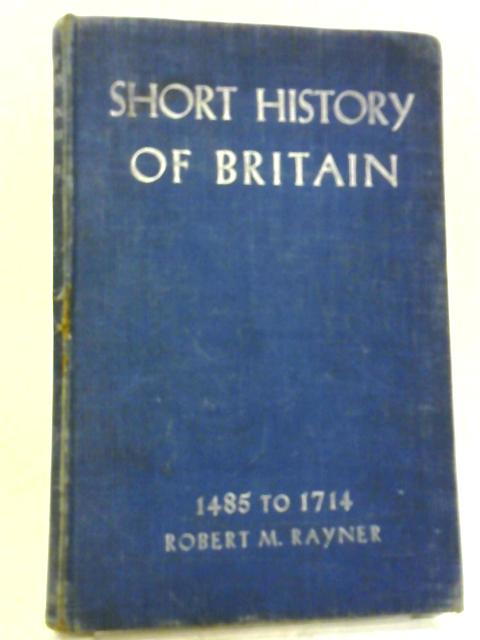 SHORT HISTORY
OF BRITAIN
1485 TO 1714
ROBERT M. RAYNER